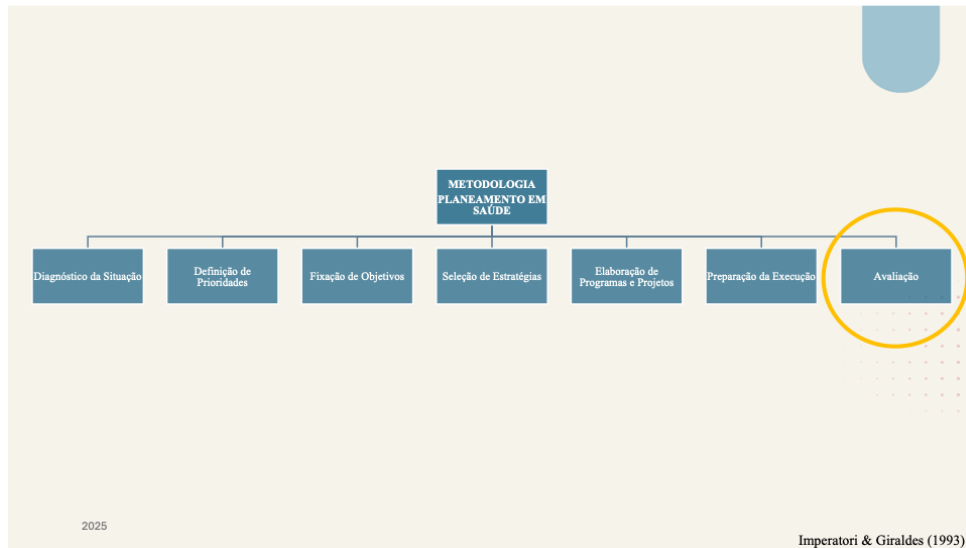 METODOLOGIA
PLANEAMENTO EM
SAÚDE
Diagnóstico da Situação
Definição de
Prioridades
Fixação de Objetivos
Seleção de Estratégias
Elaboração de
Programas e Projetos
Preparação da Execução
Avaliação
2025
Imperatori & Giraldes (1993)